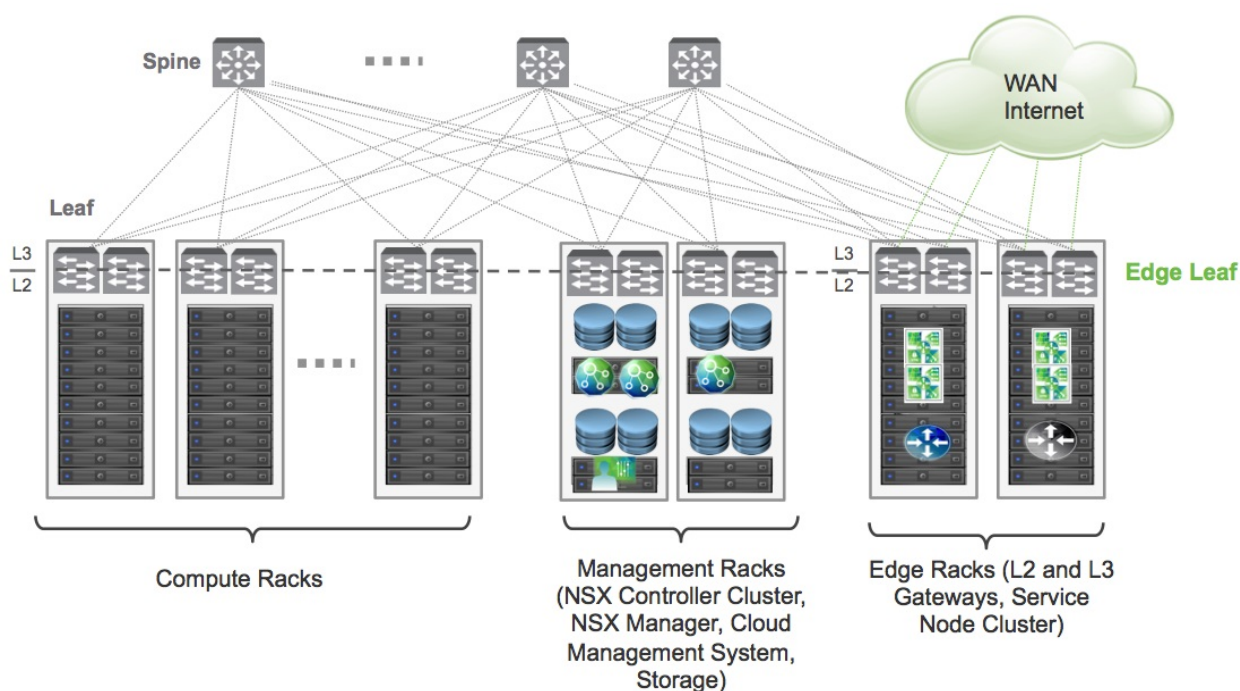 Spine
WAN
Internet
Leaf
L3
L2
L3
L2
Edge Leaf
Compute Racks
Management Racks
(NSX Controller Cluster,
NSX Manager, Cloud
Management System,
Storage)
Edge Racks (L2 and L3
Gateways, Service
Node Cluster)